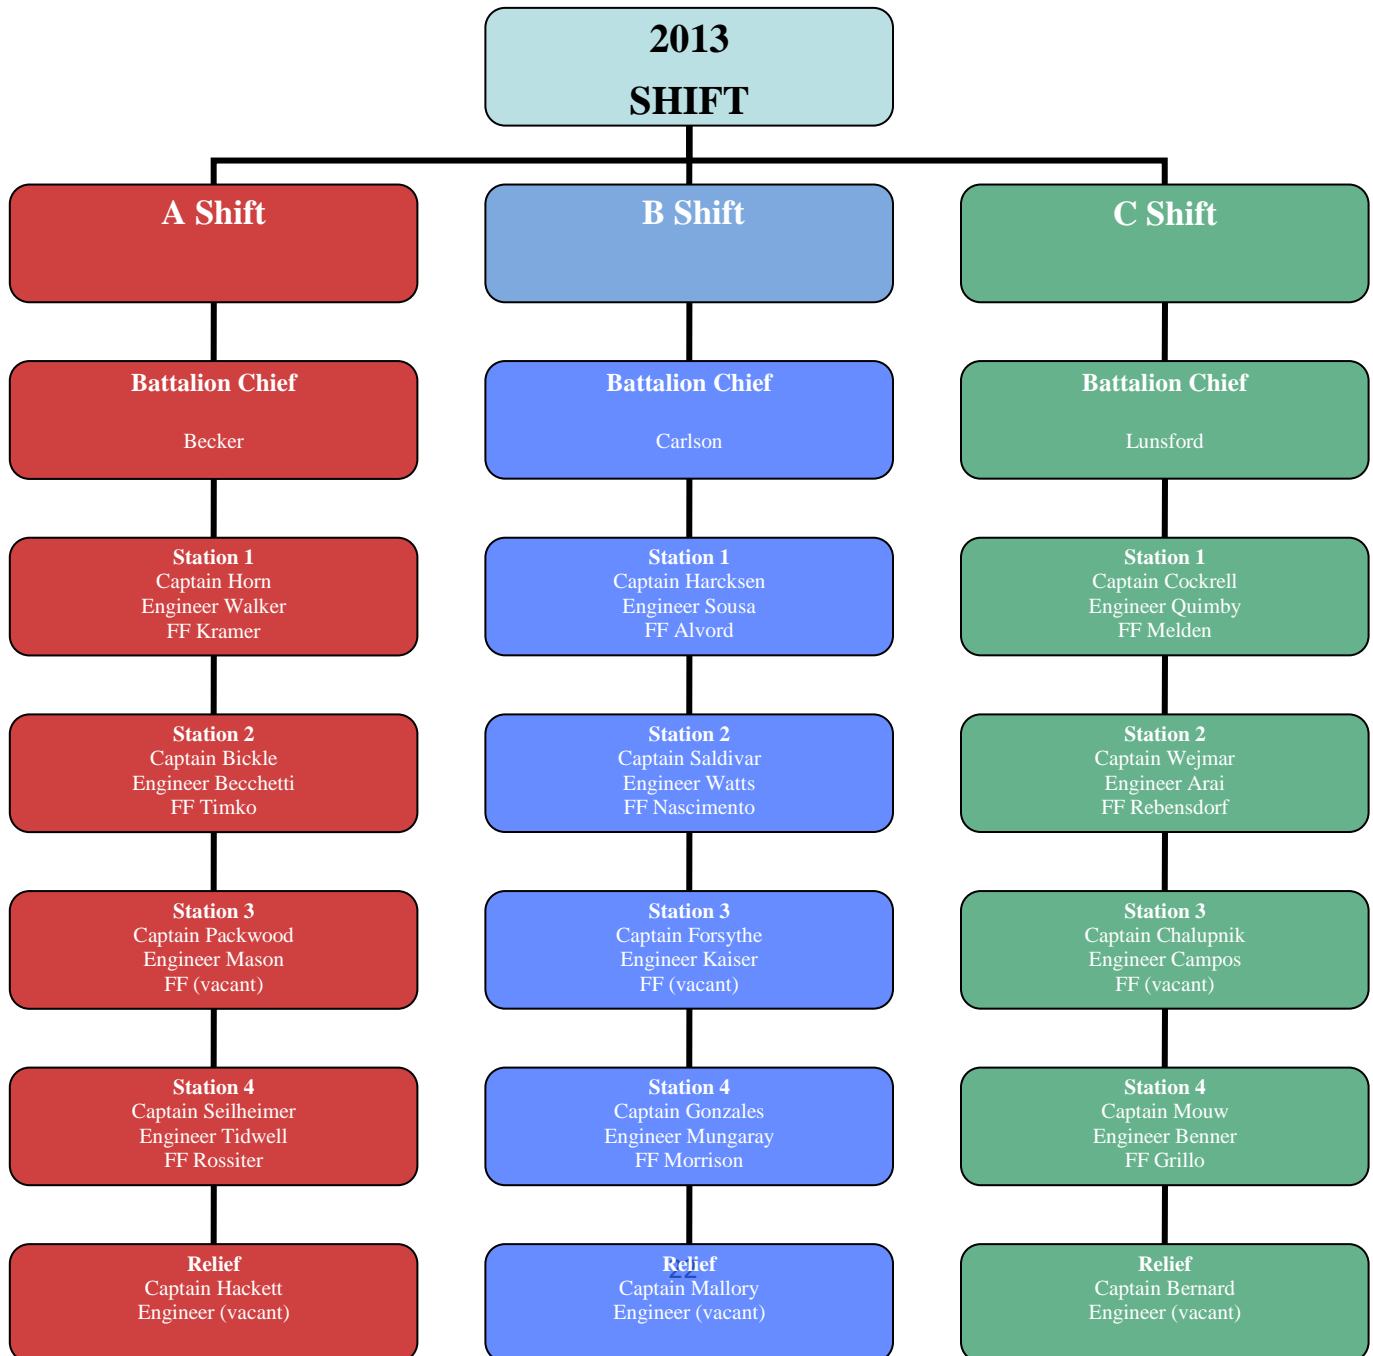 2013
SHIFT
A Shift
B Shift
C Shift
Battalion Chief
Becker
Battalion Chief
Carlson
Battalion Chief
Lunsford
Station 1
Captain Horn
Engineer Walker
FF Kramer
Station 1
Captain Harcksen
Engineer Sousa
FF Alvord
Station 1
Captain Cockrell
Engineer Quimby
FF Melden
Station 2
Captain Bickle
Engineer Becchetti
FF Timko
Station 2
Captain Saldivar
Engineer Watts
FF Nascimento
Station 2
Captain Wejmar
Engineer Arai
FF Rebensdorf
Station 3
Captain Packwood
Engineer Mason
FF (vacant)
Station 3
Captain Forsythe
Engineer Kaiser
FF (vacant)
Station 3
Captain Chalupnik
Engineer Campos
FF (vacant)
Station 4
Captain Seilheimer
Engineer Tidwell
FF Rossiter
Station 4
Captain Gonzales
Engineer Mungaray
FF Morrison
Station 4
Captain Mouw
Engineer Benner
FF Grillo
Relief
Captain Hackett
Engineer (vacant)
Relief
22
Captain Mallory
Engineer (vacant)
Relief
Captain Bernard
Engineer (vacant)